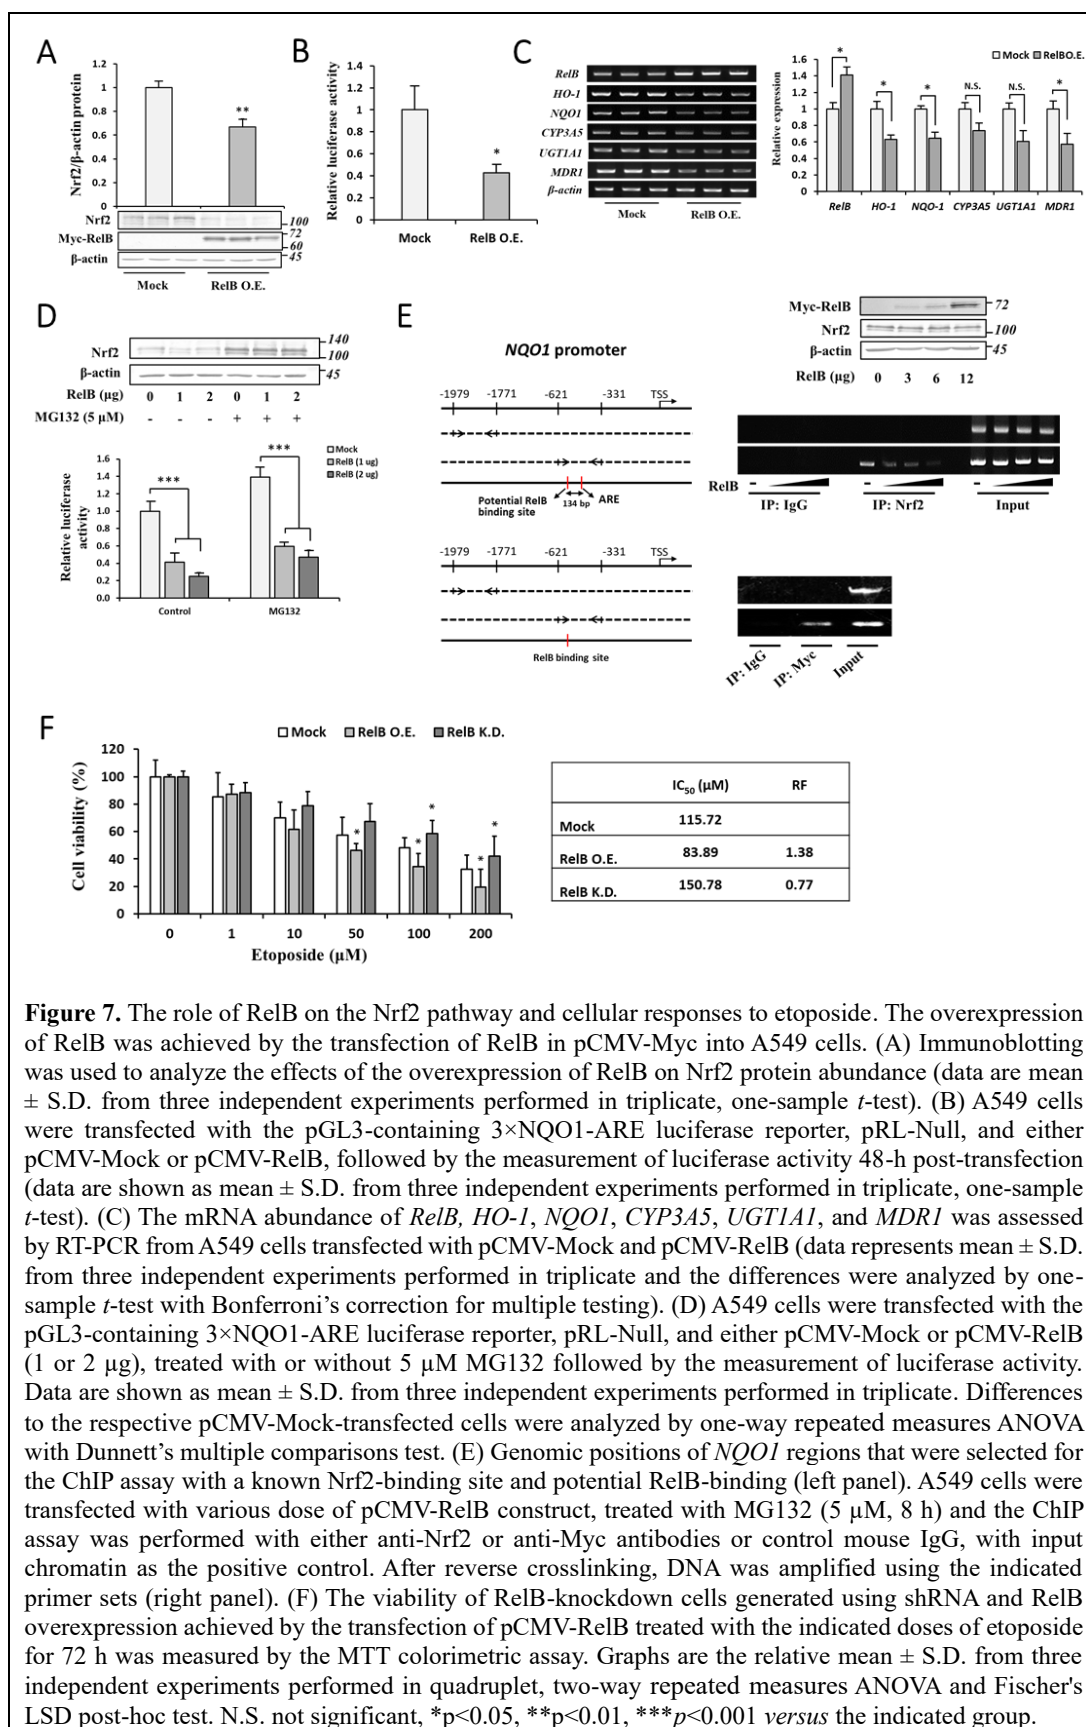 A
Nrf2/β-actin protein
1.2
1
0.8
0.6
0.4
0.2
0
**
Nrf2
100
Myc-RelB
72
60
β-actin
45
Mock
RelB O.E.
B
Relative luciferase activity
1.4
1.2
1.0
0.8
0.6
0.4
0.2
0
*
Mock
RelB O.E.
C
RelB
HO-1
NQO1
CYP3A5
UGT1A1
MDR1
β-actin
Mock
RelB O.E.
Relative expression
1.6
1.4
1.2
1
0.8
0.6
0.4
0.2
0
Mock
RelBO.E.
*
*
*
N.S.
N.S.
*
RelB
HO-1
NQO-1
CYP3A5
UGT1A1
MDR1
D
Nrf2
140
100
β-actin
45
RelB (μg) 0 1 2 0 1 2
MG132 (5 μM) - - - + + +
Relative luciferase
activity
1.6
1.4
1.2
1.0
0.8
0.6
0.4
0.2
0.0
***
***
Mock
RelB (1 ug)
RelB (2 ug)
Control
MG132
E
NQO1 promoter
-1979 -1771 -621 -331 TSS
Potential RelB
binding site
134 bp
ARE
-1979 -1771 -621 -331 TSS
RelB binding site
Myc-RelB
72
Nrf2
100
β-actin
45
RelB (μg) 0 3 6 12
RelB - - -
IP: IgG
IP: Nrf2
Input
IP: IgG
IP: Myc
Input
F
Mock
RelB O.E.
RelB K.D.
Cell viability (%)
120
100
80
60
40
20
0
*
*
*
*
*
0 1 10 50 100 200
Etoposide (μM)
IC50 (μM) RF
Mock 115.72
RelB O.E. 83.89 1.38
RelB K.D. 150.78 0.77
Figure 7. The role of RelB on the Nrf2 pathway and cellular responses to etoposide. The overexpression
of RelB was achieved by the transfection of RelB in pCMV-Myc into A549 cells. (A) Immunoblotting
was used to analyze the effects of the overexpression of RelB on Nrf2 protein abundance (data are mean
± S.D. from three independent experiments performed in triplicate, one-sample t-test). (B) A549 cells
were transfected with the pGL3-containing 3×NQO1-ARE luciferase reporter, pRL-Null, and either
pCMV-Mock or pCMV-RelB, followed by the measurement of luciferase activity 48-h post-transfection
(data are shown as mean ± S.D. from three independent experiments performed in triplicate, one-sample
t-test). (C) The mRNA abundance of RelB, HO-1, NQO1, CYP3A5, UGT1A1, and MDR1 was assessed
by RT-PCR from A549 cells transfected with pCMV-Mock and pCMV-RelB (data represents mean ± S.D.
from three independent experiments performed in triplicate and the differences were analyzed by one-
sample t-test with Bonferroni’s correction for multiple testing). (D) A549 cells were transfected with the
pGL3-containing 3×NQO1-ARE luciferase reporter, pRL-Null, and either pCMV-Mock or pCMV-RelB
(1 or 2 µg), treated with or without 5 µM MG132 followed by the measurement of luciferase activity.
Data are shown as mean ± S.D. from three independent experiments performed in triplicate. Differences
to the respective pCMV-Mock-transfected cells were analyzed by one-way repeated measures ANOVA
with Dunnett’s multiple comparisons test. (E) Genomic positions of NQO1 regions that were selected for
the ChIP assay with a known Nrf2-binding site and potential RelB-binding (left panel). A549 cells were
transfected with various dose of pCMV-RelB construct, treated with MG132 (5 µM, 8 h) and the ChIP
assay was performed with either anti-Nrf2 or anti-Myc antibodies or control mouse IgG, with input
chromatin as the positive control. After reverse crosslinking, DNA was amplified using the indicated
primer sets (right panel). (F) The viability of RelB-knockdown cells generated using shRNA and RelB
overexpression achieved by the transfection of pCMV-RelB treated with the indicated doses of etoposide
for 72 h was measured by the MTT colorimetric assay. Graphs are the relative mean ± S.D. from three
independent experiments performed in quadruplet, two-way repeated measures ANOVA and Fischer's
LSD post-hoc test. N.S. not significant, *p<0.05, **p<0.01, ***p<0.001 versus the indicated group.